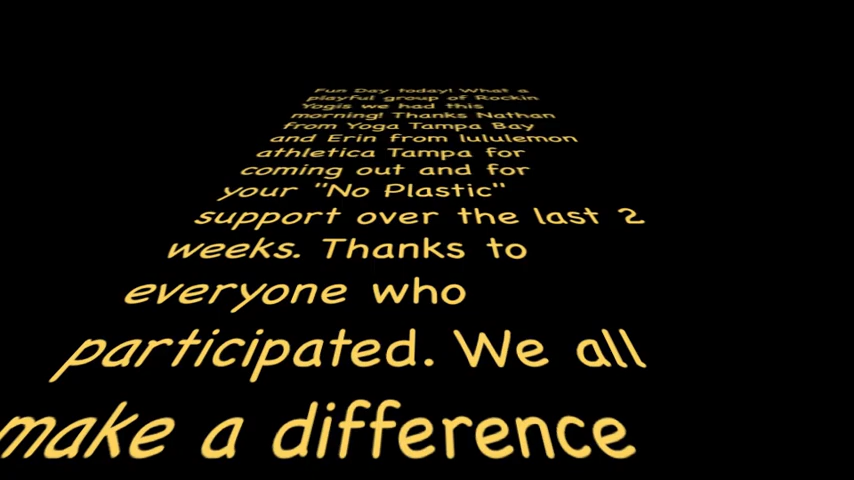 Fun Day today! What a
playful group of Rockin
Yogis we had this
morning! Thanks Nathan
from Yoga Tampa Bay
and Erin from lululemon
athletica Tampa for
coming out and for
your "No Plastic"
support over the last 2
weeks. Thanks to
everyone who
participated. We all
make a difference